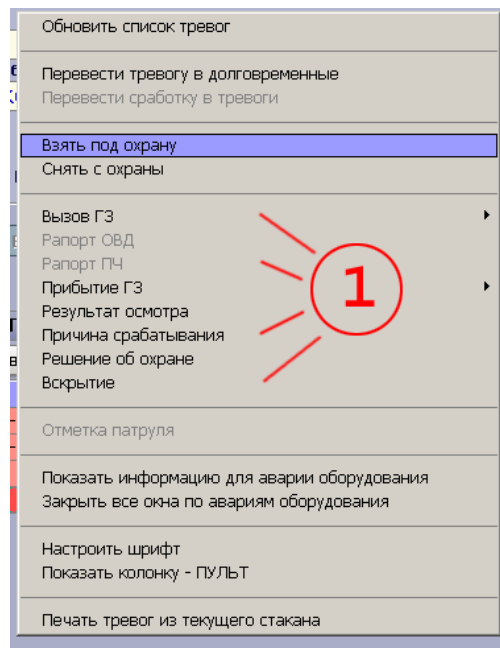 Обновить список тревог
Перевести тревогу в долговременные
Перевести сработку в тревоги
Взять под охрану
Снять с охраны
Вызов ГЗ
Рапорт ОВД
Рапорт ПЧ
Прибытие ГЗ
Результат осмотра
Причина срабатывания
Решение об охране
Вскрытие
1
Отметка патруля
Показать информацию для аварии оборудования
Закрыть все окна по авариям оборудования
Настроить шрифт
Показать колонку - ПУЛЬТ
Печать тревог из текущего стакана